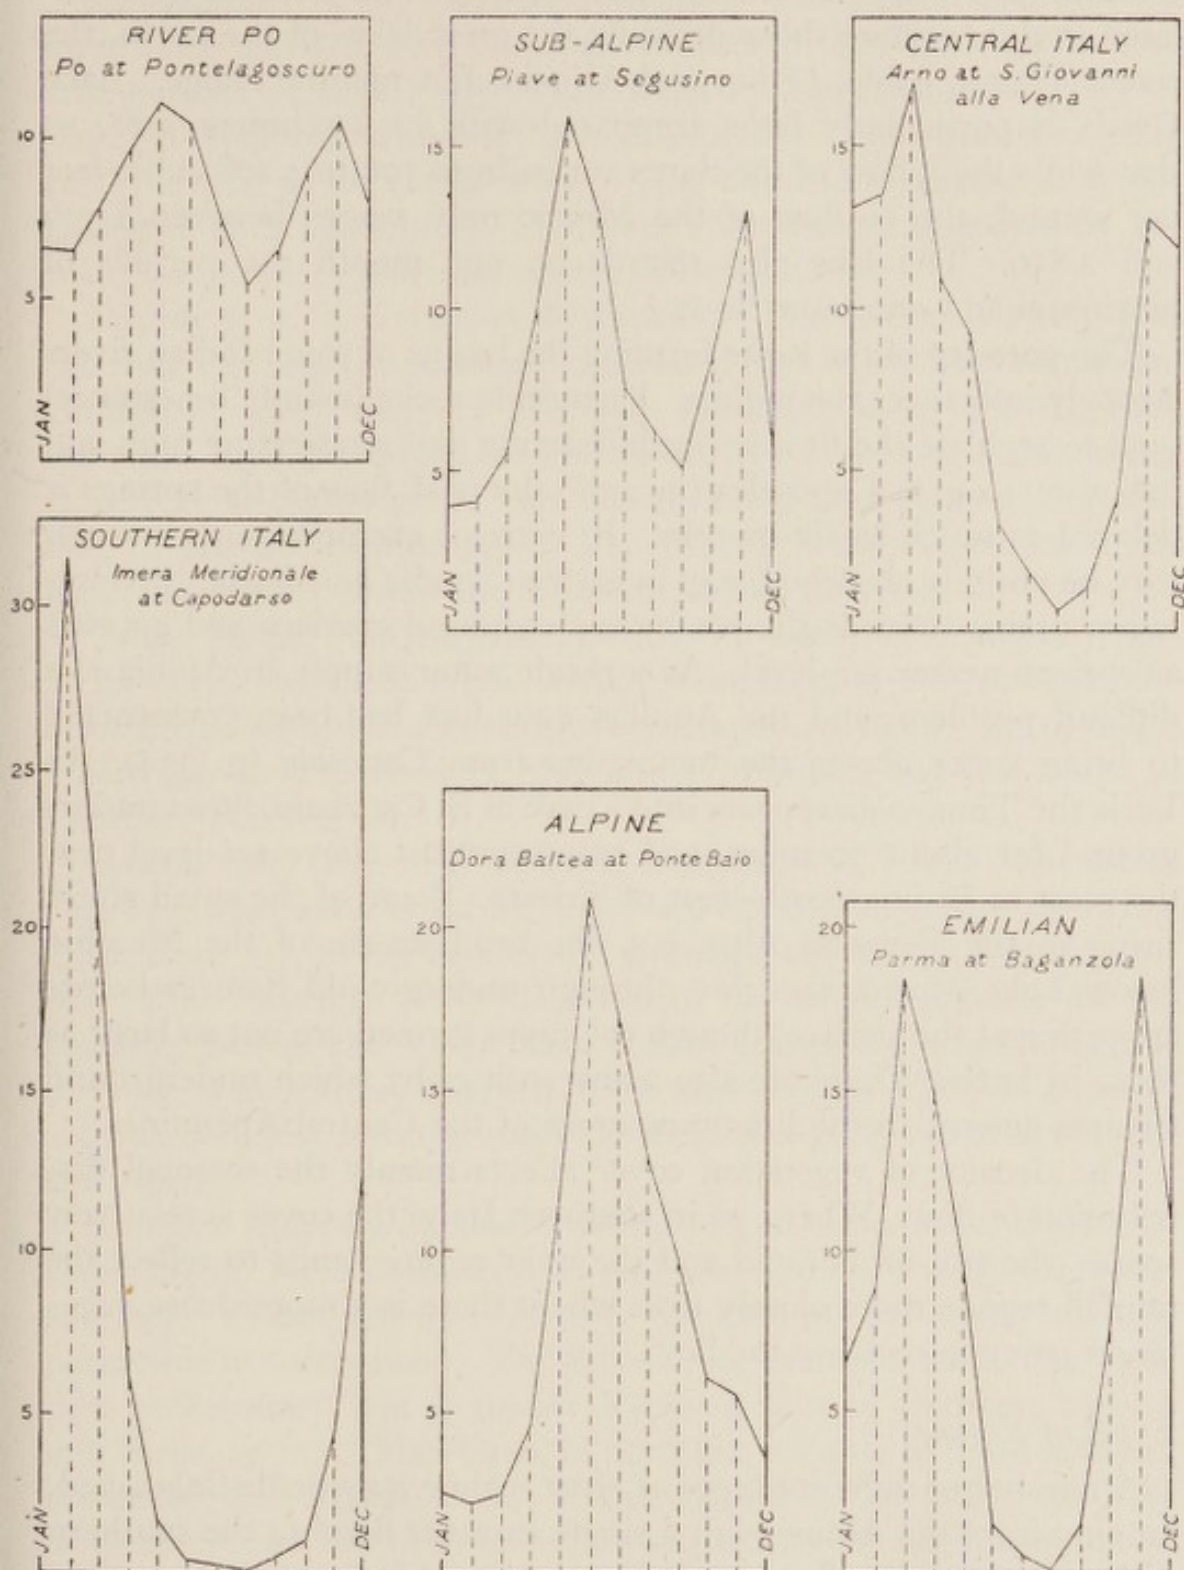 RIVER PO
Po at Pontelagoscuro
10
5
JAN
DEC
SUB-ALPINE
Piave at Segusino
15
10
5
JAN
DEC
CENTRAL ITALY
Arno at S. Giovanni
alla Vena
15
10
5
JAN
DEC
SOUTHERN ITALY
Imera Meridionale
at Capodarso
30
25
20
15
10
5
JAN
DEC
ALPINE
Dora Baltea at Ponte Baio
20
15
10
5
JAN
DEC
EMILIAN
Parma at Baganzola
20
15
10
5
JAN
DEC